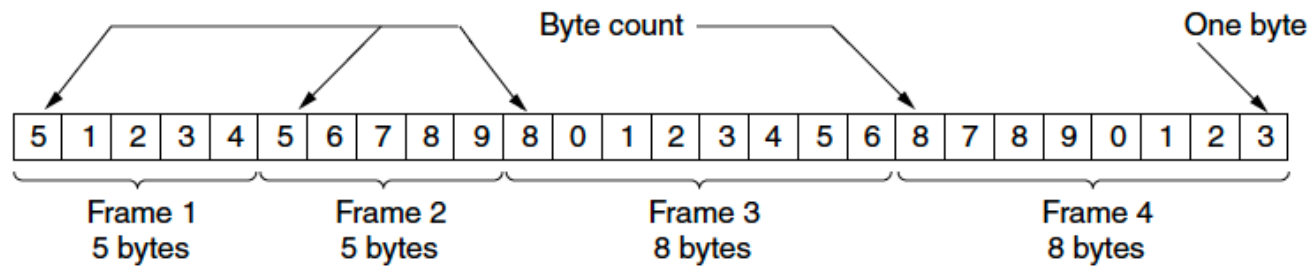 Byte count One byte
5 1 2 3 4 5 6 7 8 9 8 0 1 2 3 4 5 6 8 7 8 9 0 1 2 3
Frame 1 Frame 2 Frame 3 Frame 4
5 bytes 5 bytes 8 bytes 8 bytes